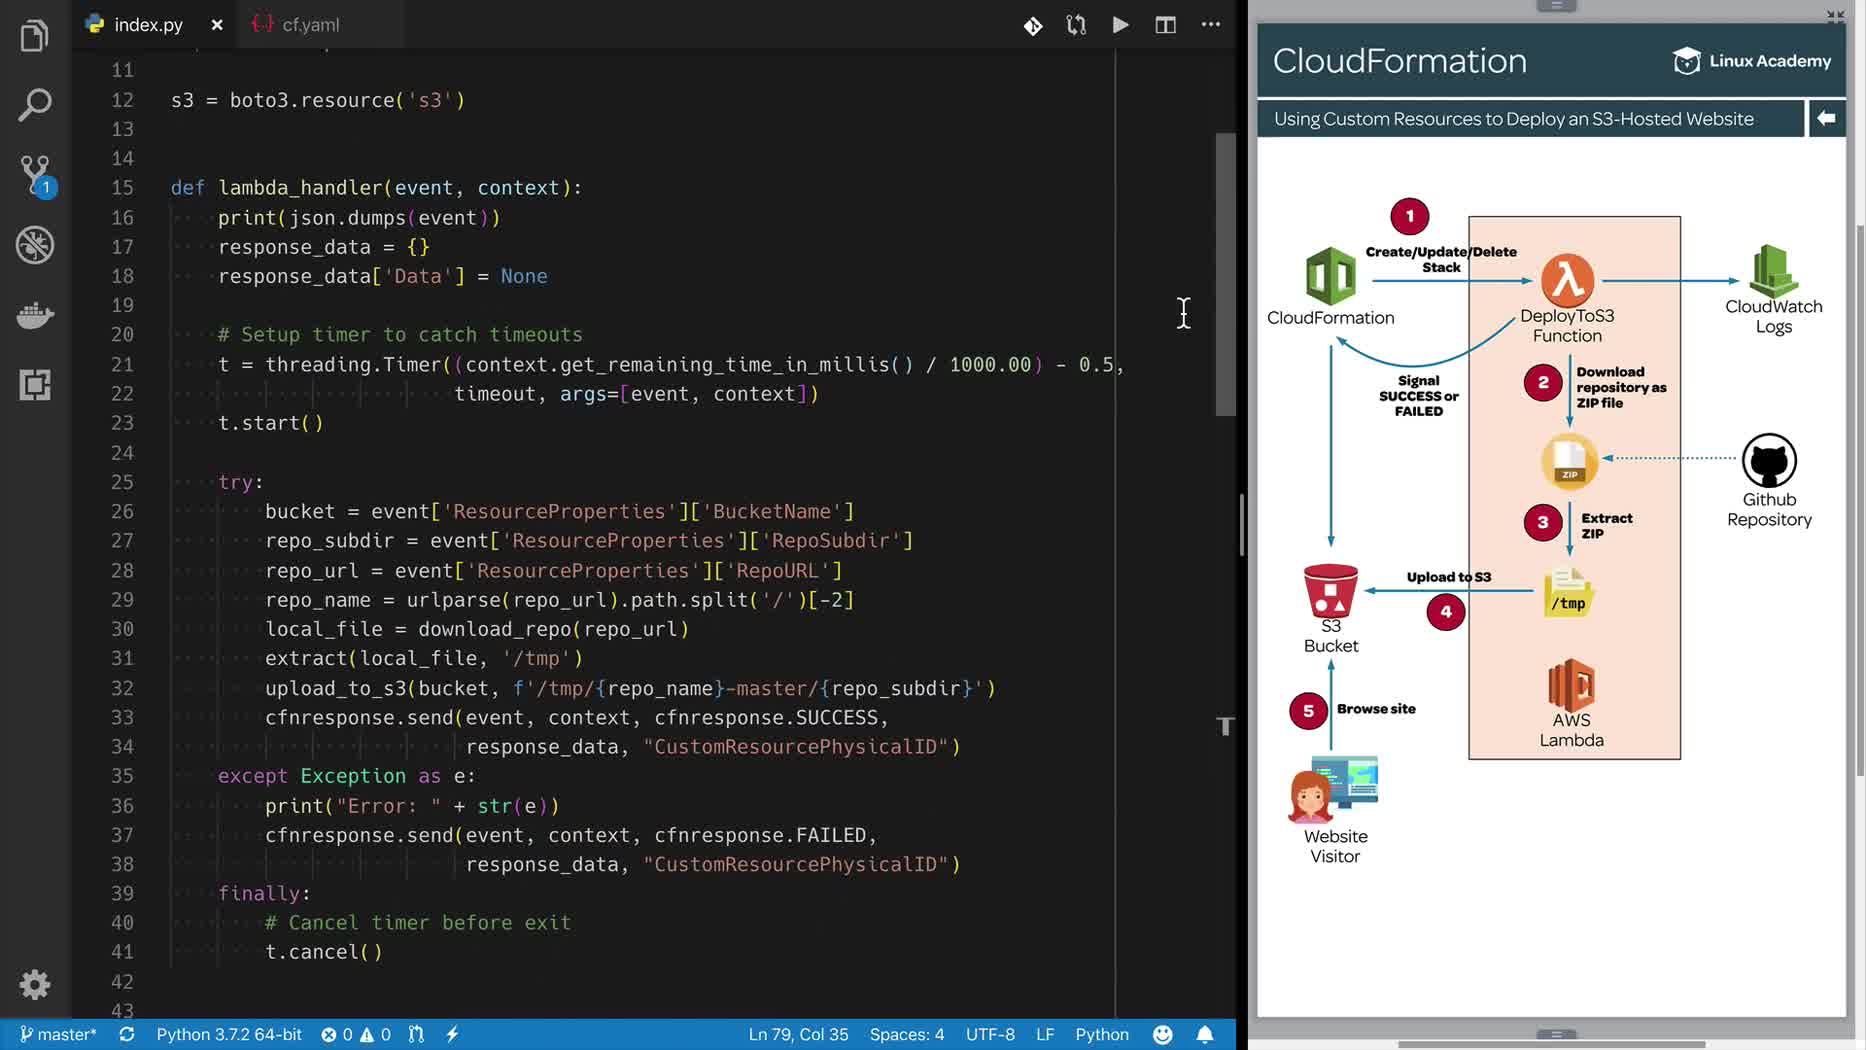 index.py
cf.yaml
11
12 s3 = boto3.resource('s3')
13
14
15 def lambda_handler(event, context):
16 print(json.dumps(event))
17 response_data = {}
18 response_data['Data'] = None
19
20 # Setup timer to catch timeouts
21 t = threading.Timer((context.get_remaining_time_in_millis() / 1000.00) - 0.5,
22 timeout, args=[event, context])
23 t.start()
24
25 try:
26 bucket = event['ResourceProperties']['BucketName']
27 repo_subdir = event['ResourceProperties']['RepoSubdir']
28 repo_url = event['ResourceProperties']['RepoURL']
29 repo_name = urlparse(repo_url).path.split('/')[-2]
30 local_file = download_repo(repo_url)
31 extract(local_file, '/tmp')
32 upload_to_s3(bucket, f'/tmp/{repo_name}-master/{repo_subdir}')
33 cfnresponse.send(event, context, cfnresponse.SUCCESS,
34 response_data, "CustomResourcePhysicalID")
35 except Exception as e:
36 print("Error: " + str(e))
37 cfnresponse.send(event, context, cfnresponse.FAILED,
38 response_data, "CustomResourcePhysicalID")
39 finally:
40 # Cancel timer before exit
41 t.cancel()
42
43
1
master*
Python 3.7.2 64-bit
0
0
Ln 79, Col 35
Spaces: 4
UTF-8
LF
Python
T
CloudFormation
Linux Academy
Using Custom Resources to Deploy an S3-Hosted Website
1
Create/Update/Delete
Stack
CloudFormation
DeployToS3
Function
CloudWatch
Logs
Signal
SUCCESS or
FAILED
2
Download
repository as
ZIP file
ZIP
Github
Repository
3
Extract
ZIP
Upload to S3
4
/tmp
S3
Bucket
AWS
Lambda
5
Browse site
Website
Visitor